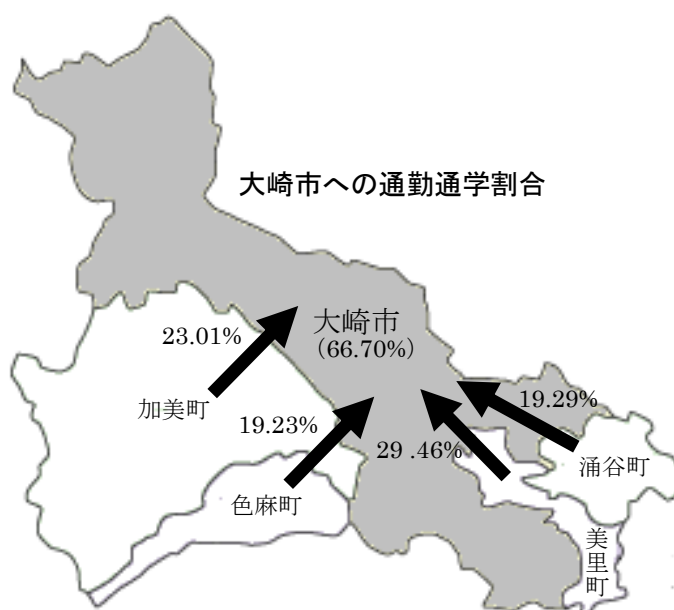 大崎市への通勤通学割合
大崎市
（66.70%）
23.01%
加美町
19.23%
色麻町
29 .46%
19.29%
涌谷町
美里町